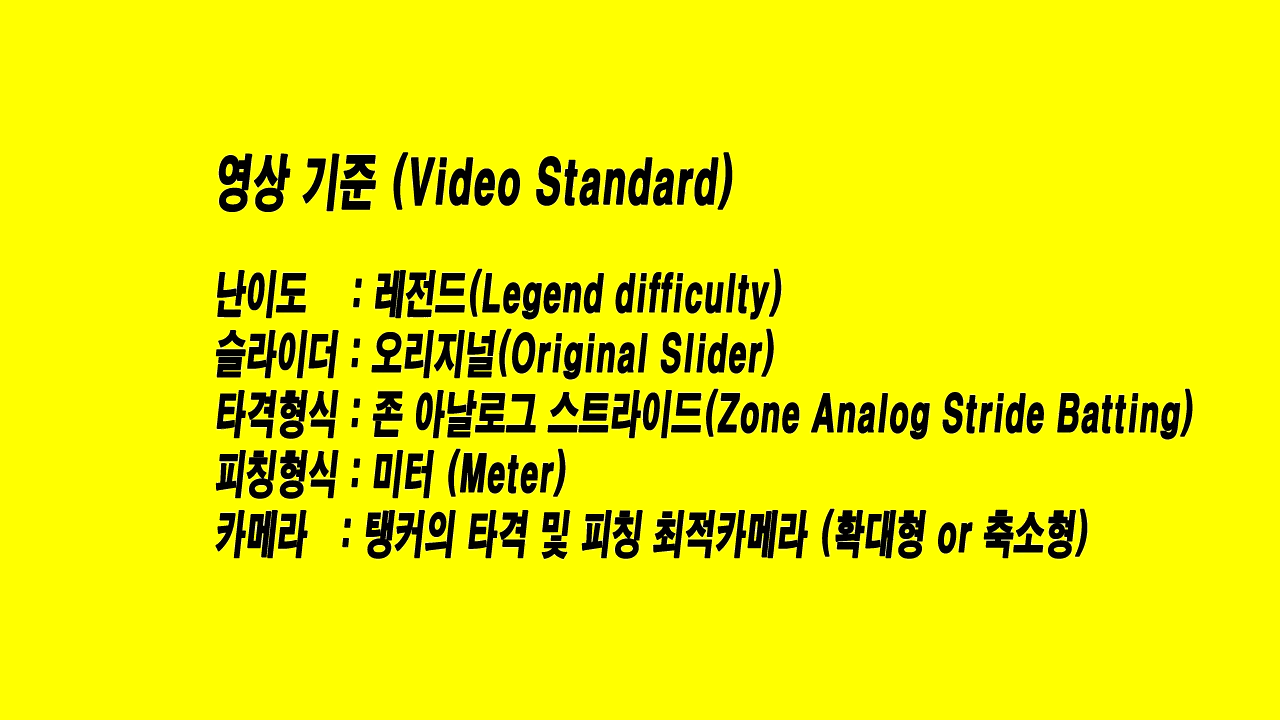 영상 기준 (Video Standard)
난이도 : 레전드(Legend difficulty)
슬라이더 : 오리지널(Original Slider)
타격형식 : 존 아날로그 스트라이드(Zone Analog Stride Batting)
피칭형식 : 미터 (Meter)
카메라 : 탱커의 타격 및 피칭 최적카메라 (확대형 or 축소형)